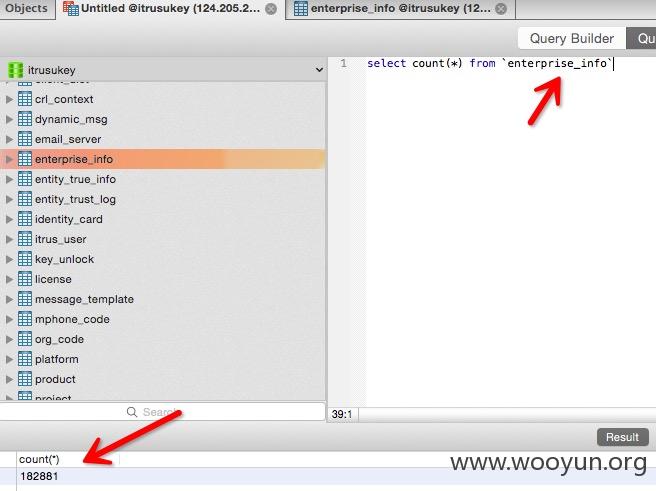 Objects
Untitled @itrusukey (124.205.2...
enterprise_info @itrusukey (12...
Query Builder
Qu
itrusukey
crl_context
dynamic_msg
email_server
enterprise_info
entity_true_info
entity_trust_log
identity_card
itrus_user
key_unlock
license
message_template
mphone_code
org_code
platform
product
project
1 select count(*) from `enterprise_info`
Search
39:1
Result
count(*)
182881
www.wooyun.org